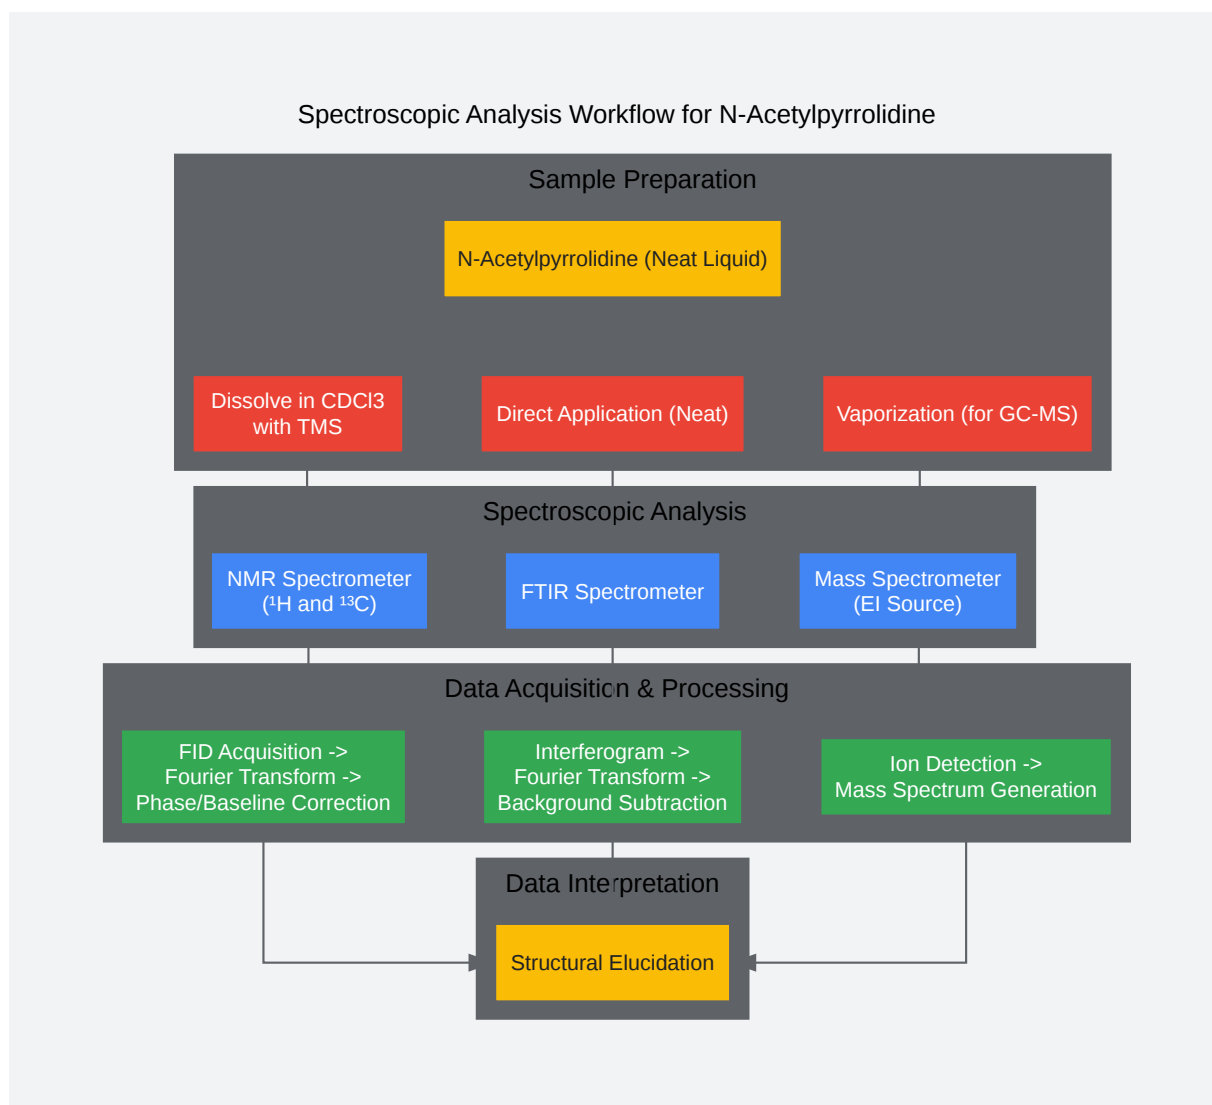 Spectroscopic Analysis Workflow for N-Acetylpyrrolidine
Sample Preparation
N-Acetylpyrrolidine (Neat Liquid)
Dissolve in CDCl3
with TMS
Direct Application (Neat)
Vaporization (for GC-MS)
Spectroscopic Analysis
NMR Spectrometer
(¹H and ¹³C)
FTIR Spectrometer
Mass Spectrometer
(EI Source)
Data Acquisition & Processing
FID Acquisition ->
Fourier Transform ->
Phase/Baseline Correction
Interferogram ->
Fourier Transform ->
Background Subtraction
Ion Detection ->
Mass Spectrum Generation
Data Interpretation
Structural Elucidation